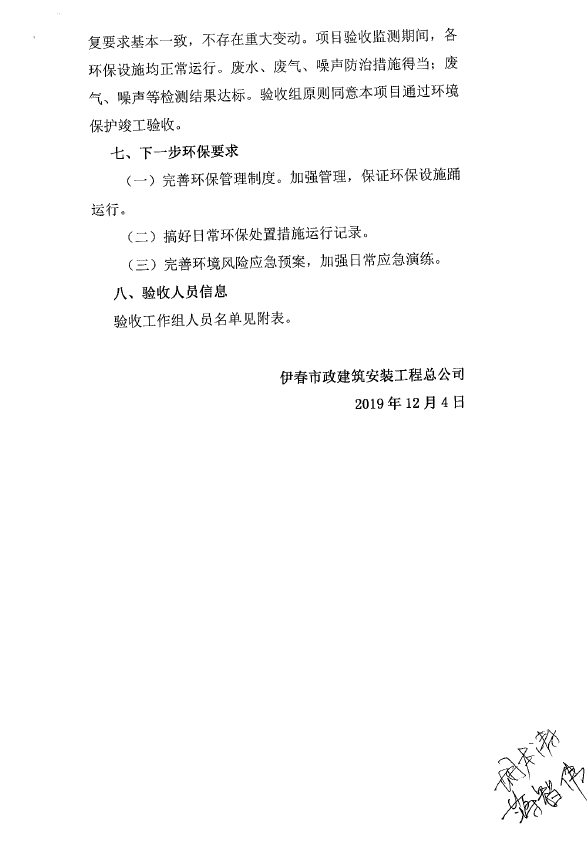 复要求基本一致，不存在重大变动。项目验收监测期间，各
环保设施均正常运行。废水、废气、噪声防治措施得当；废
气、噪声等检测结果达标。验收组原则同意本项目通过环境
保护竣工验收。
七、下一步环保要求
（一）完善环保管理制度。加强管理，保证环保设施踊
运行。
（二）搞好日常环保处置措施运行记录。
（三）完善环境风险应急预案，加强日常应急演练。
八、验收人员信息
验收工作组人员名单见附表。
伊春市政建筑安装工程总公司
2019 年 12 月 4 日